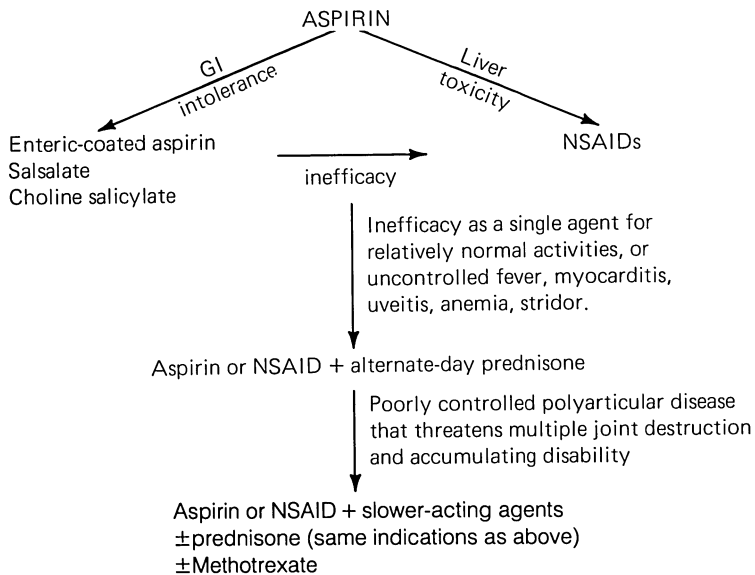 ASPIRIN
GI
intolerance
Liver
toxicity
Enteric-coated aspirin
Salsalate
Choline salicylate
inefficacy
NSAIDs
Inefficacy as a single agent for
relatively normal activities, or
uncontrolled fever, myocarditis,
uveitis, anemia, stridor.
Aspirin or NSAID + alternate-day prednisone
Poorly controlled polyarticular disease
that threatens multiple joint destruction
and accumulating disability
Aspirin or NSAID + slower-acting agents
±prednisone (same indications as above)
±Methotrexate